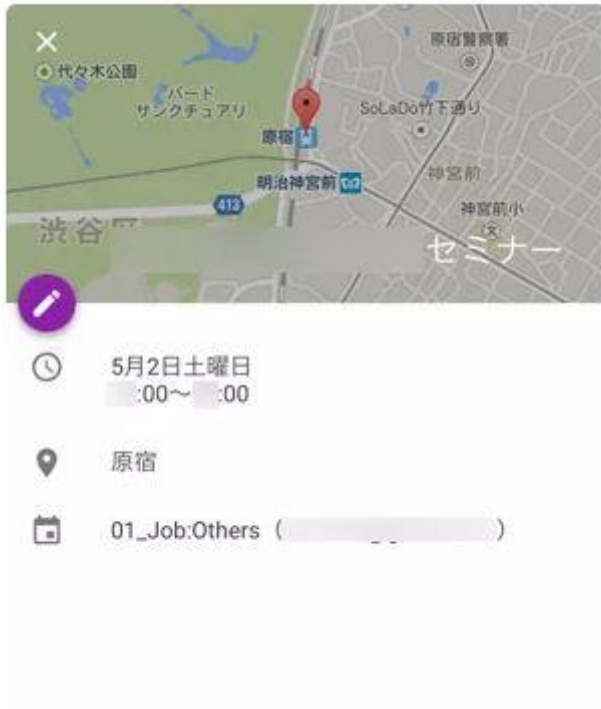 原宿警察署
代々木公園
バード
サンクチュアリ
SoLaDo竹下通り
原宿
明治神宮前
神宮前
413
神宮前小
渋谷
セミナー
5月2日土曜日
:00〜 :00
原宿
01_Job:Others ( )